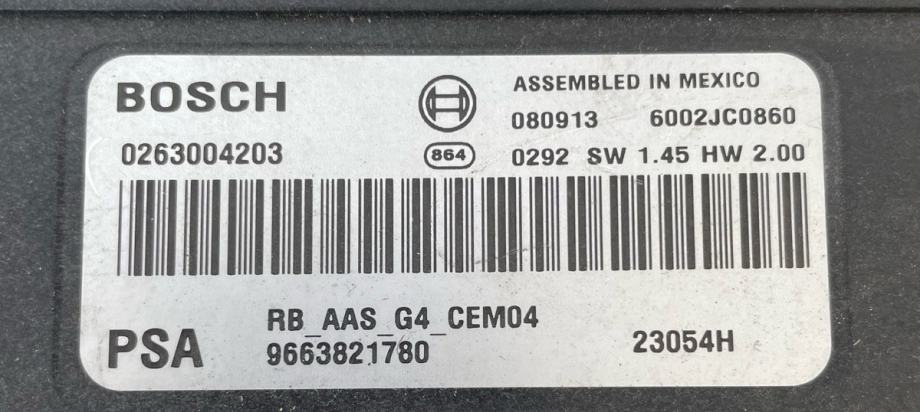 BOSCH
ASSEMBLED IN MEXICO
080913 6002JC0860
0263004203
864
0292 SW 1.45 HW 2.00
RB_AAS_G4_CEM04
PSA
9663821780
23054H